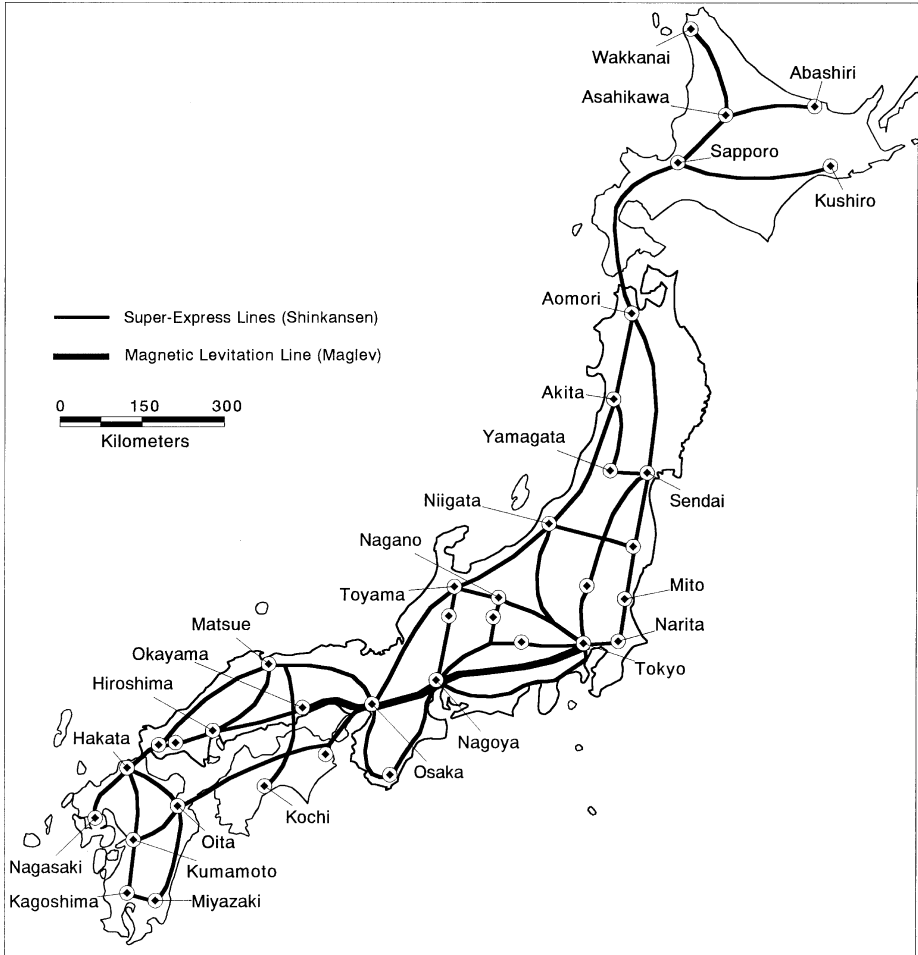 Wakkanai
Abashiri
Asahikawa
Sapporo
Kushiro
Aomori
Super-Express Lines (Shinkansen)
Magnetic Levitation Line (Maglev)
0 150 300
Kilometers
Akita
Yamagata
Sendai
Niigata
Nagano
Toyama
Mito
Matsue
Narita
Okayama
Tokyo
Hiroshima
Hakata
Nagoya
Osaka
Kochi
Oita
Nagasaki
Kumamoto
Kagoshima
Miyazaki